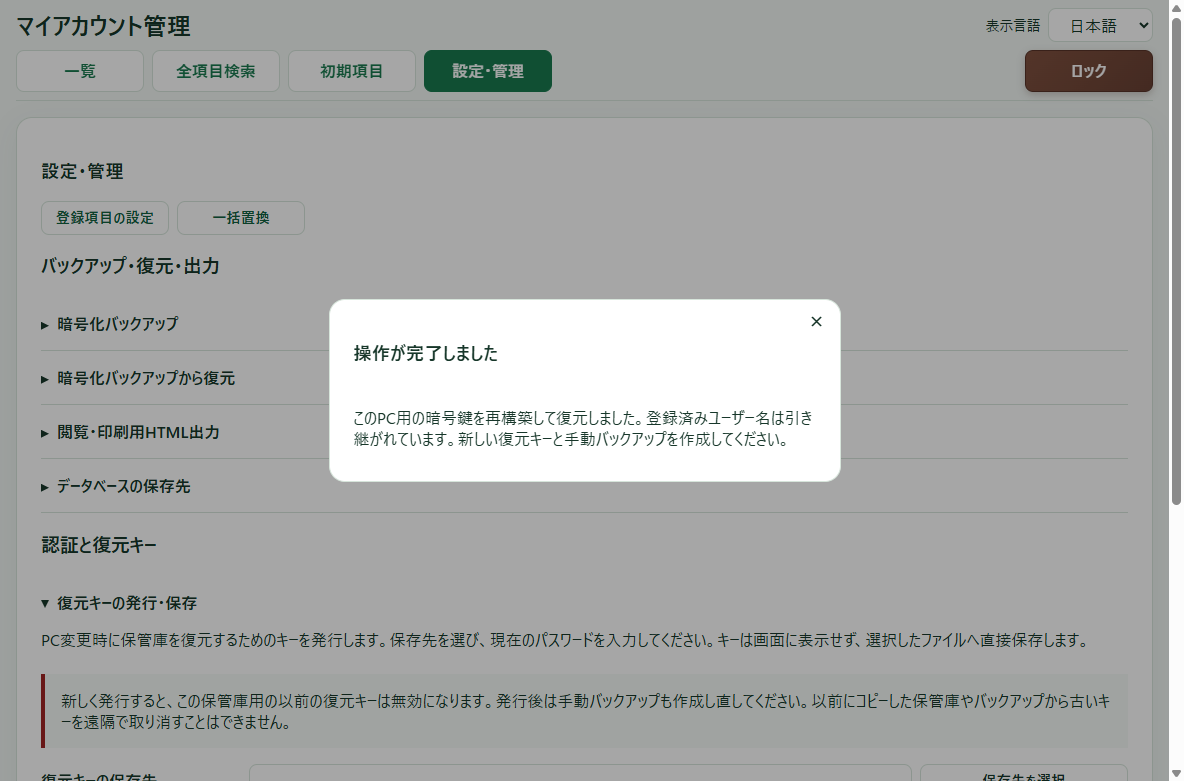 マイアカウント管理
表示言語
日本語
一覧
全項目検索
初期項目
設定・管理
ロック
設定・管理
登録項目の設定
一括置換
バックアップ・復元・出力
▶ 暗号化バックアップ
▶ 暗号化バックアップから復元
▶ 閲覧・印刷用HTML出力
▶ データベースの保存先
×
操作が完了しました
このPC用の暗号鍵を再構築して復元しました。登録済みユーザー名は引き
継がれています。新しい復元キーと手動バックアップを作成してください。
認証と復元キー
▼ 復元キーの発行・保存
PC変更時に保管庫を復元するためのキーを発行します。保存先を選び、現在のパスワードを入力してください。キーは画面に表示せず、選択したファイルへ直接保存します。
新しく発行すると、この保管庫用の以前の復元キーは無効になります。発行後は手動バックアップも作成し直してください。以前にコピーした保管庫やバックアップから古いキ
ーを遠隔で取り消すことはできません。
復元キーの保存先
保存先を選択